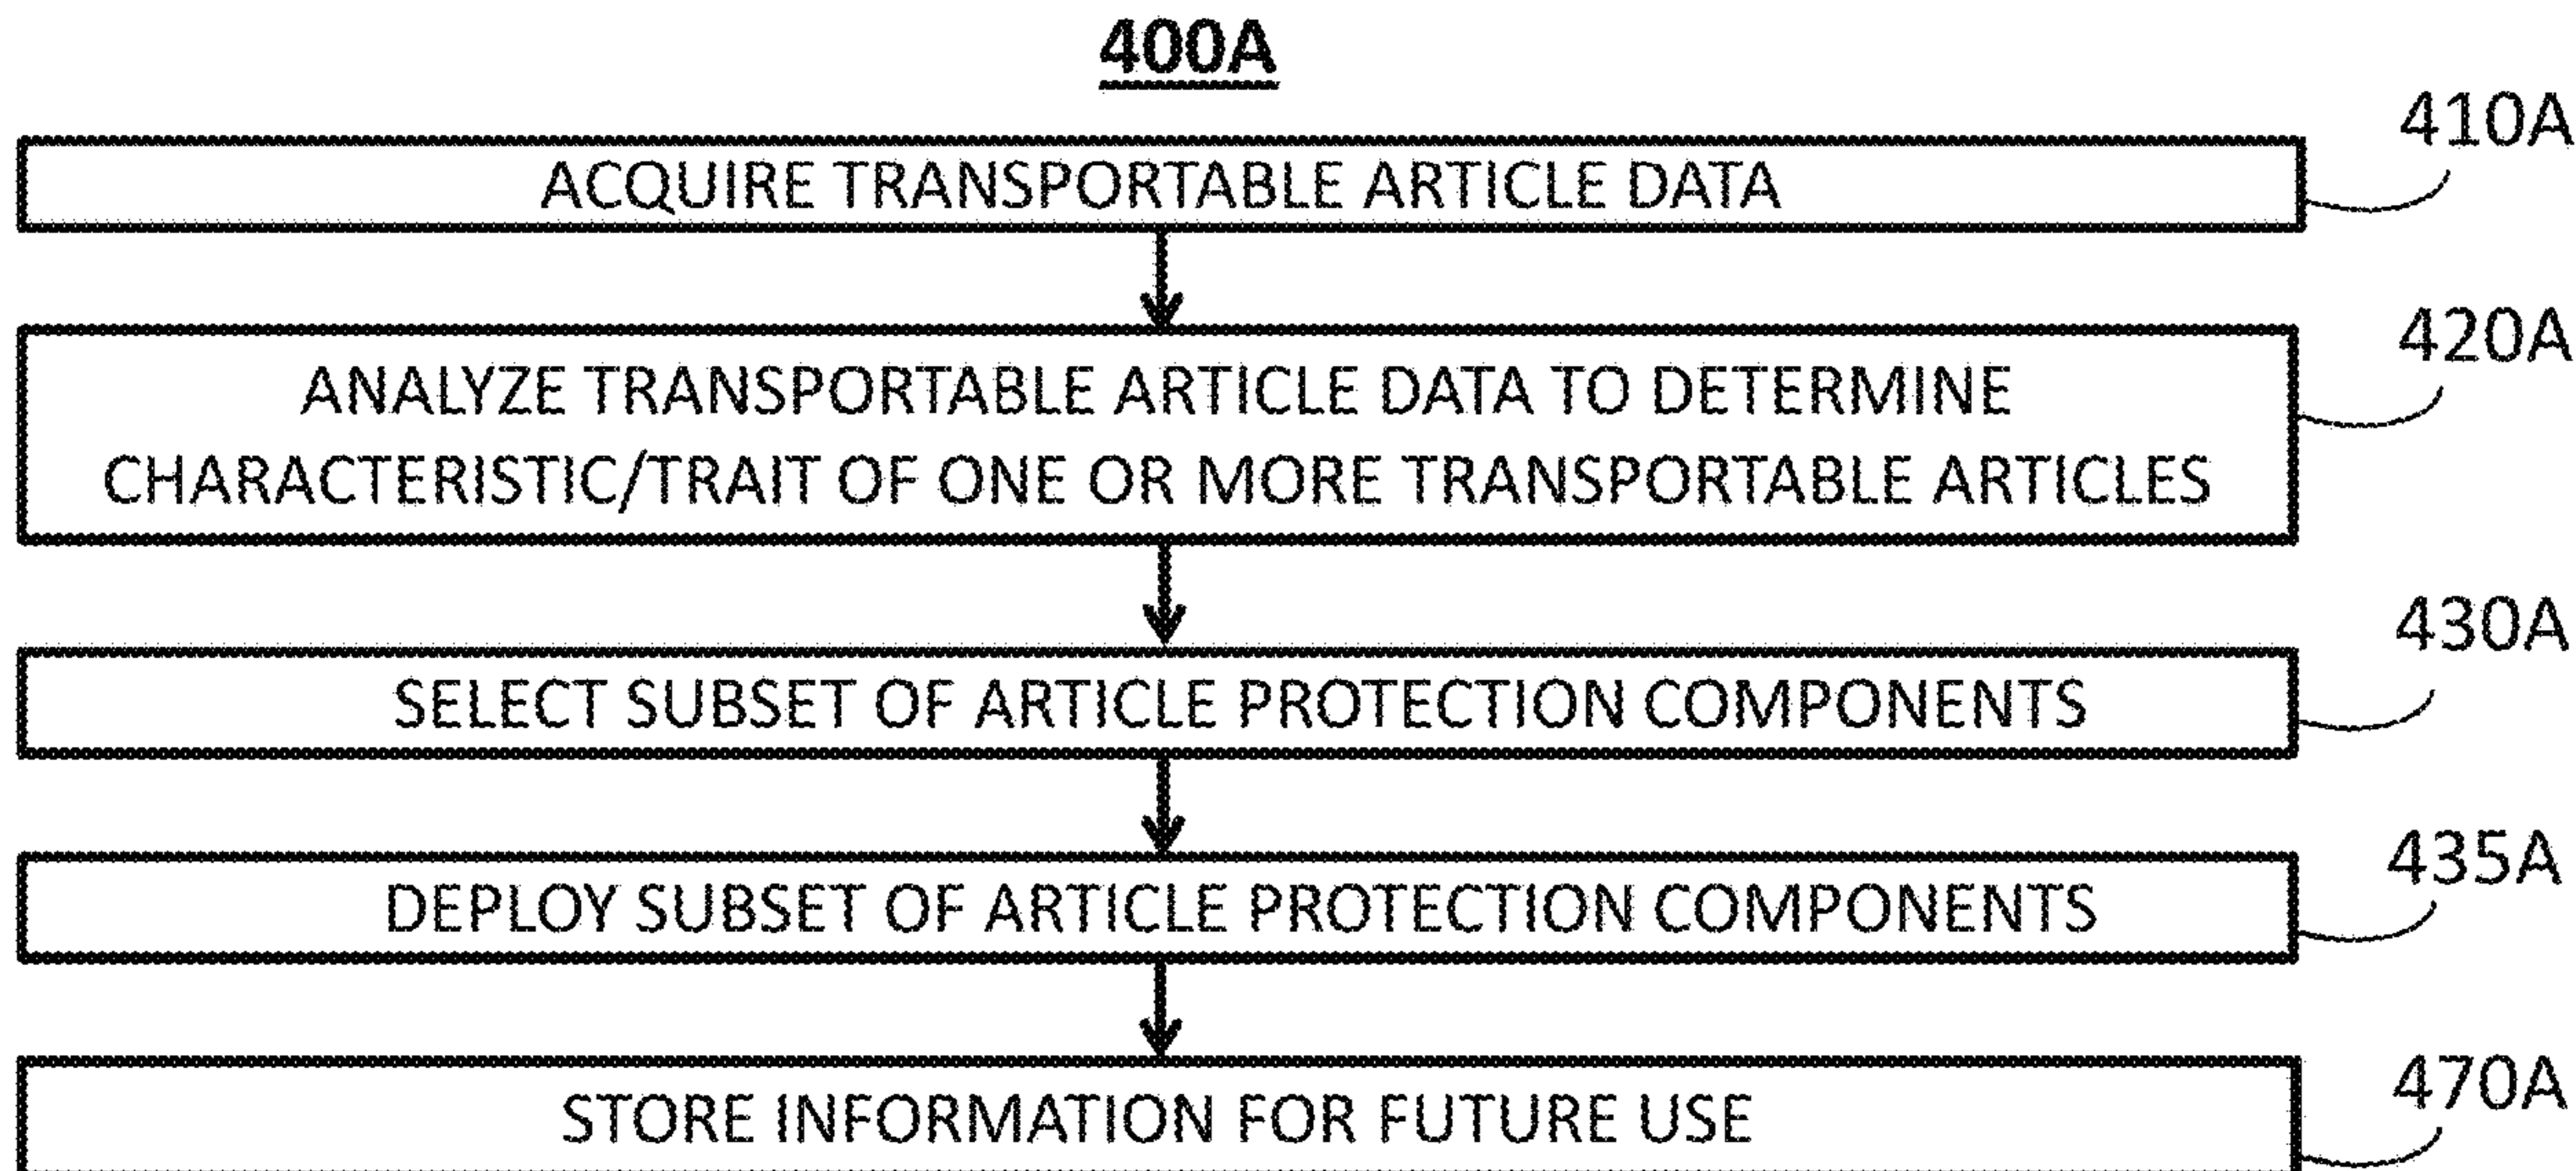 400A
410A
ACQUIRE TRANSPORTABLE ARTICLE DATA
420A
ANALYZE TRANSPORTABLE ARTICLE DATA TO DETERMINE
CHARACTERISTIC/TRAIT OF ONE OR MORE TRANSPORTABLE ARTICLES
430A
SELECT SUBSET OF ARTICLE PROTECTION COMPONENTS
435A
DEPLOY SUBSET OF ARTICLE PROTECTION COMPONENTS
470A
STORE INFORMATION FOR FUTURE USE